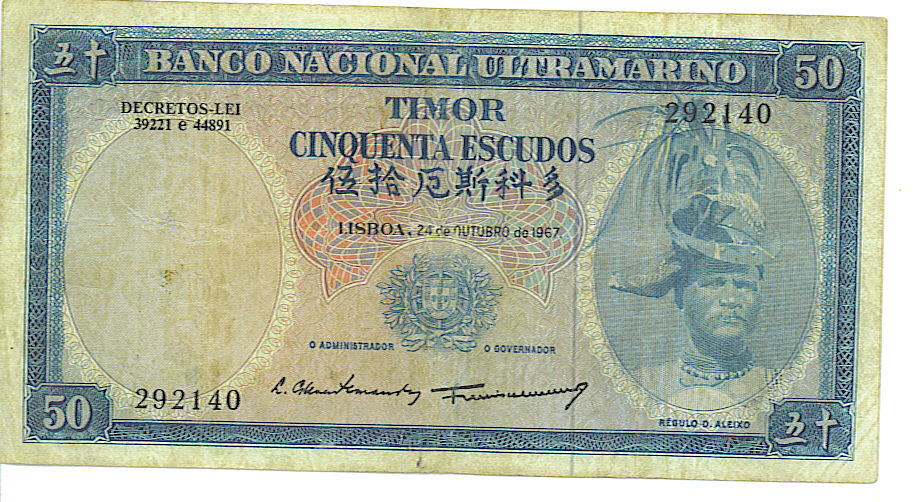 五十 BANCO NACIONAL ULTRAMARINO 50
DECRETOS-LEI
39221 e 44891
TIMOR
292140
CINQUENTA ESCUDOS
伍拾厄斯科多
LISBOA, 24 de OUTUBRO de 1967
O ADMINISTRADOR
O GOVERNADOR
292140
50
RÉGULO D. ALEIXO
五十